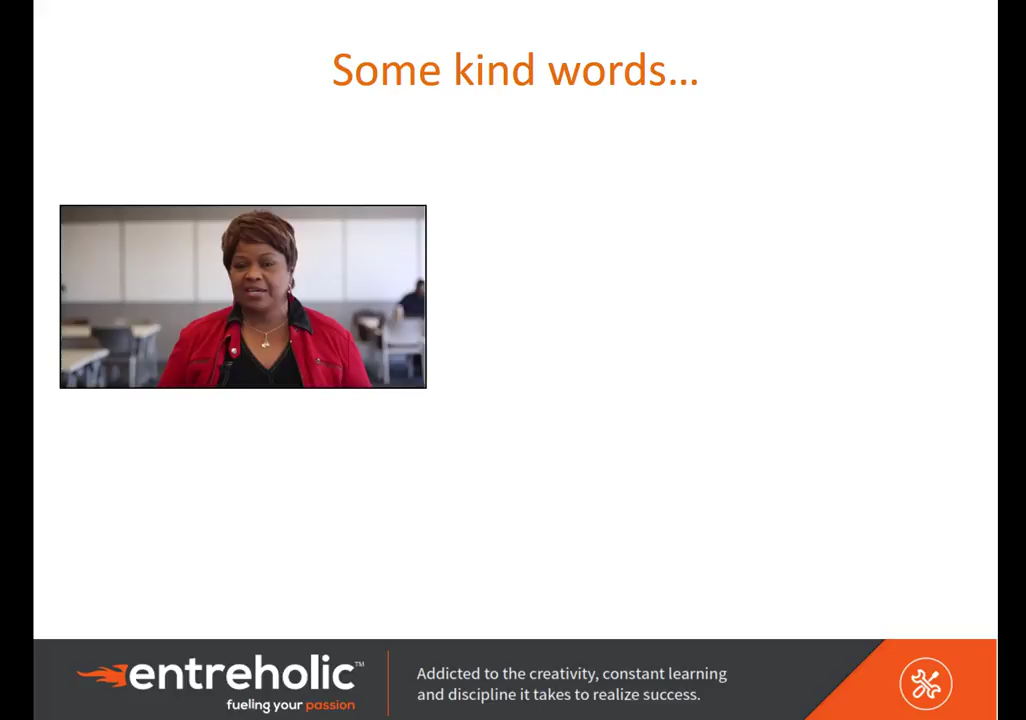 Some kind words...
entreholic™
fueling your passion
Addicted to the creativity, constant learning
and discipline it takes to realize success.